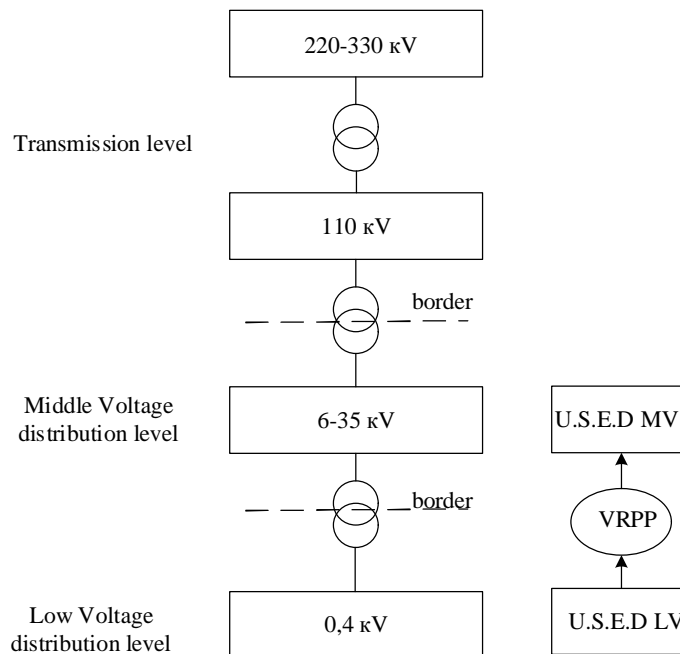 220-330 кV
Transmission level
110 кV
border
Middle Voltage
distribution level
6-35 кV
U.S.E.D MV
border
VRPP
Low Voltage
distribution level
0,4 кV
U.S.E.D LV